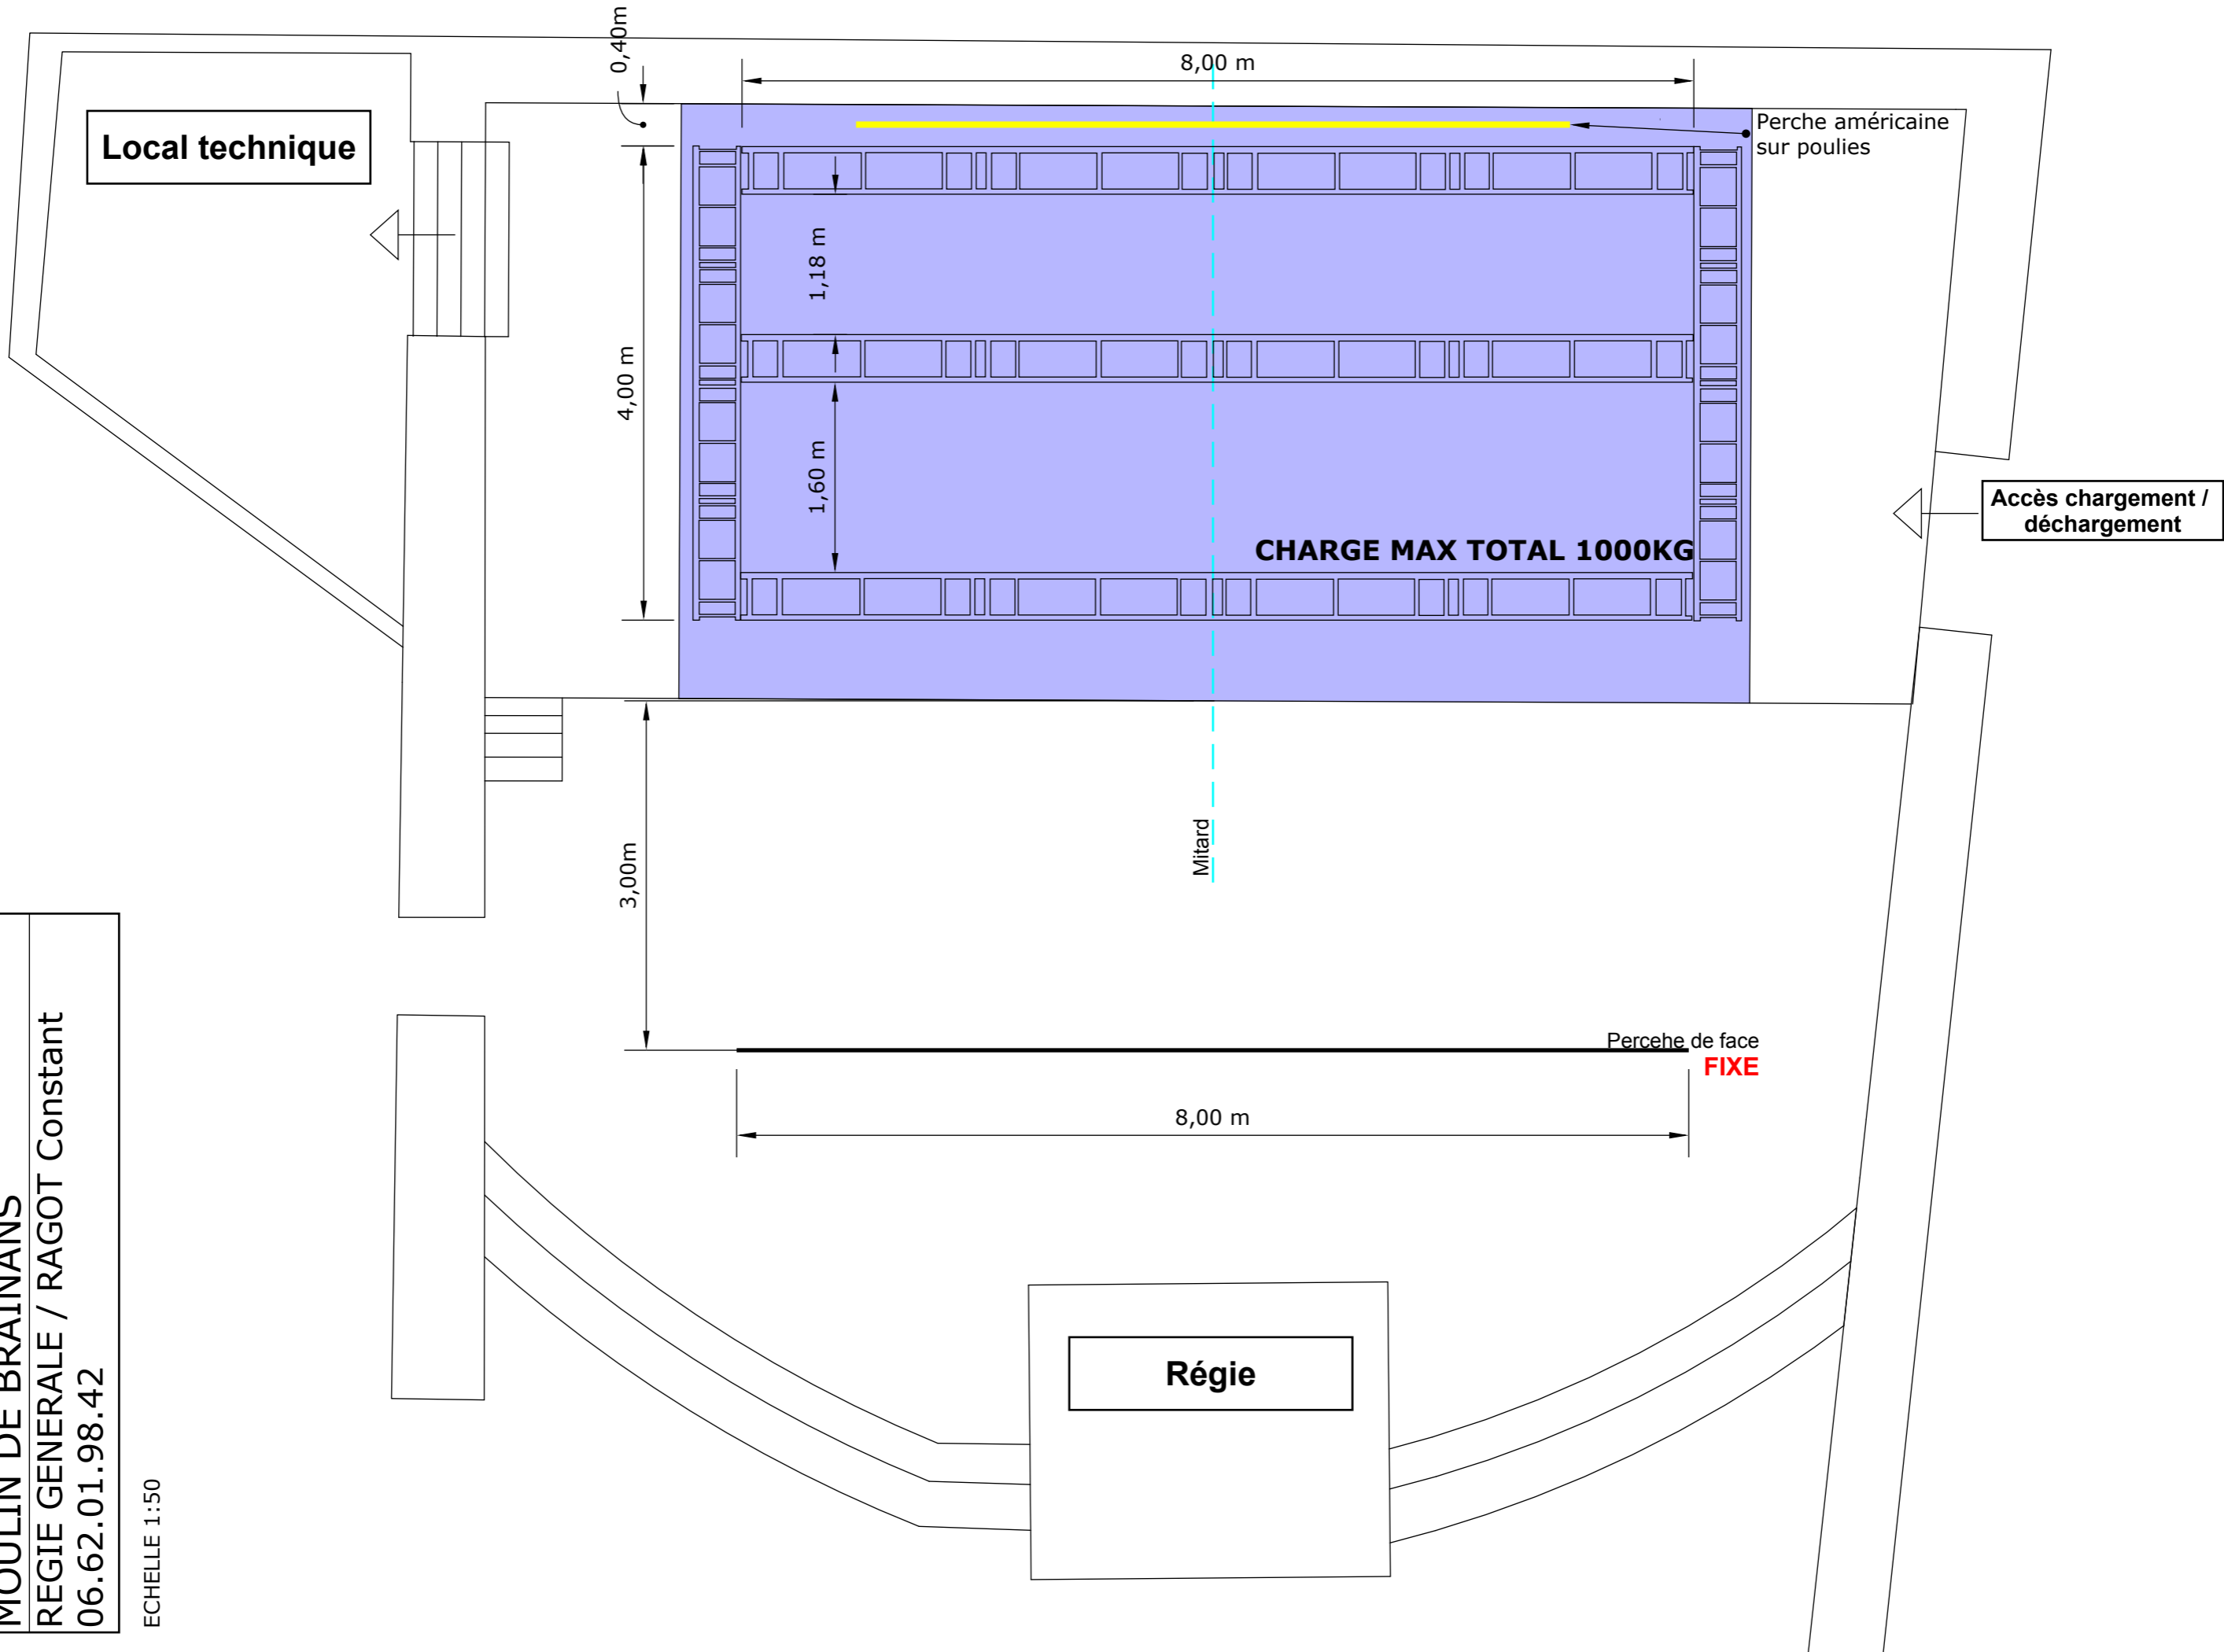 0,40m
8,00 m
Local technique
Perche américaine
sur poulies
1,18 m
4,00 m
1,60 m
CHARGE MAX TOTAL 1000KG
Accès chargement /
déchargement
3,00m
Mitard
Percehe de face
FIXE
8,00 m
Régie
MOULIN DE BRAINANS
REGIE GENERALE / RAGOT Constant
06.62.01.98.42
ECHELLE 1:50